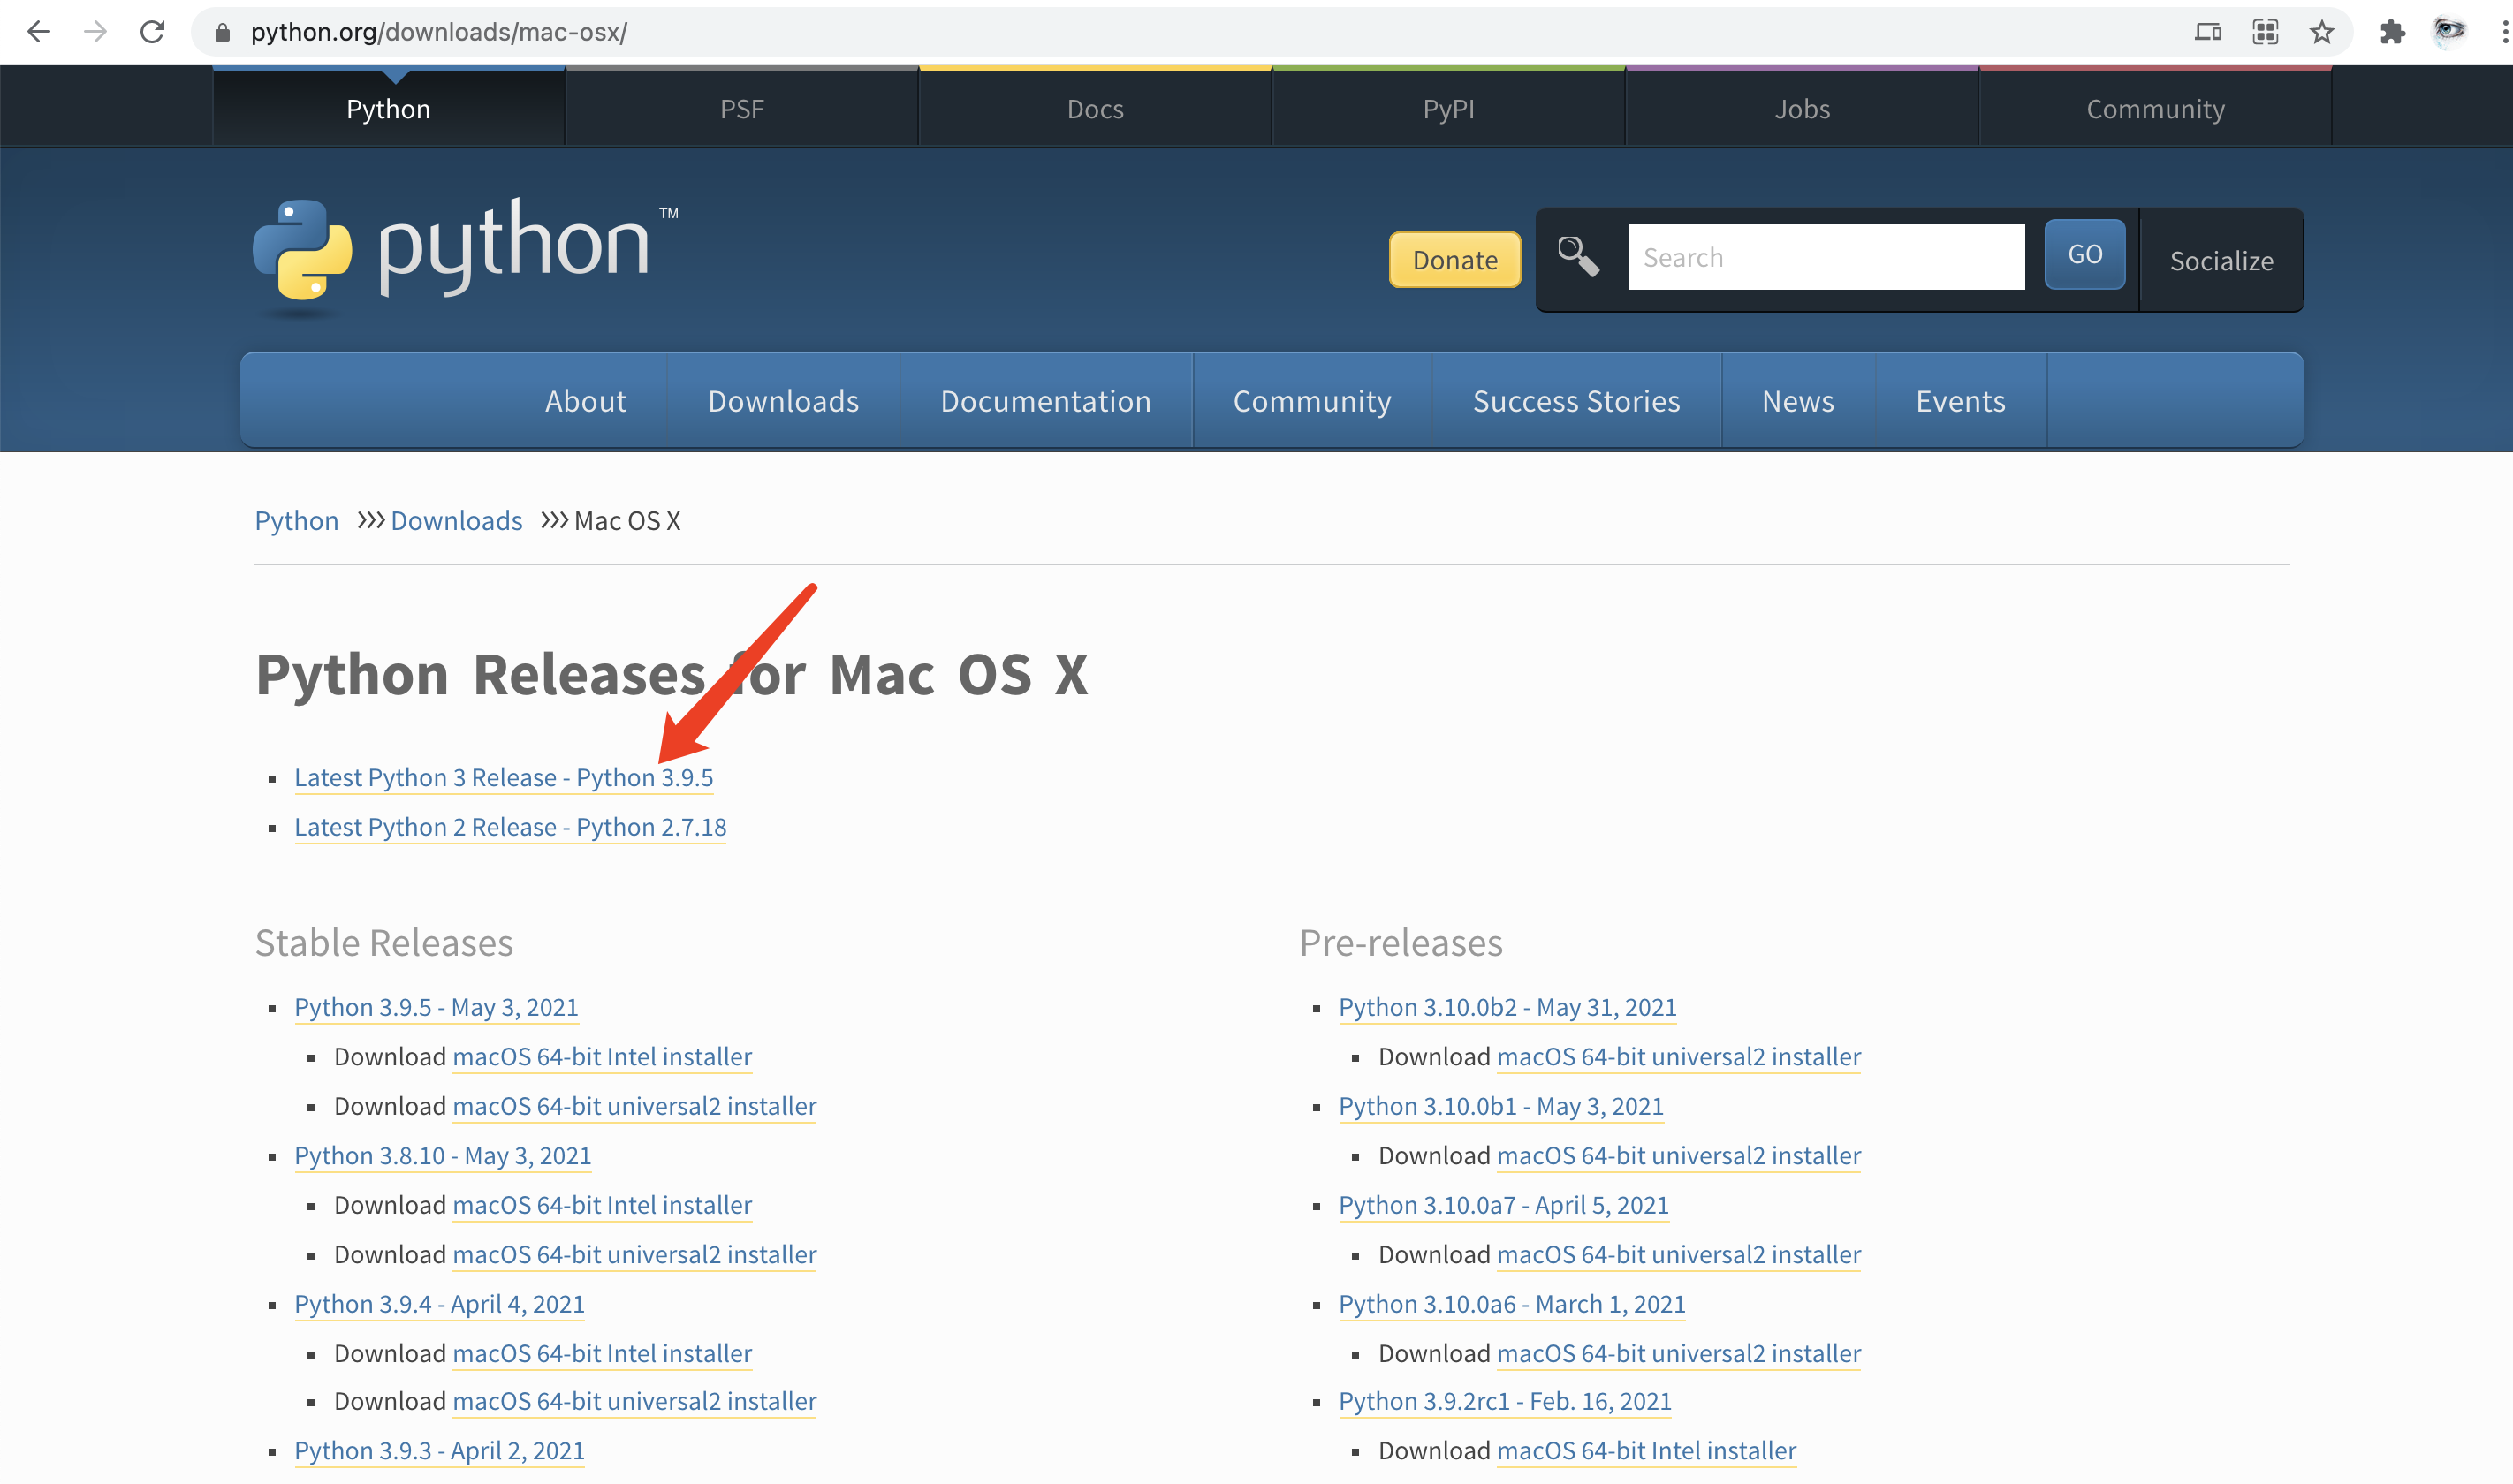 python.org/downloads/mac-osx/
Python
PSF
Docs
PyPI
Jobs
Community
python™
Donate
Search
GO
Socialize
About
Downloads
Documentation
Community
Success Stories
News
Events
Python >>> Downloads >>> Mac OS X
Python Releases for Mac OS X
Latest Python 3 Release - Python 3.9.5
Latest Python 2 Release - Python 2.7.18
Stable Releases
Python 3.9.5 - May 3, 2021
Download macOS 64-bit Intel installer
Download macOS 64-bit universal2 installer
Python 3.8.10 - May 3, 2021
Download macOS 64-bit Intel installer
Download macOS 64-bit universal2 installer
Python 3.9.4 - April 4, 2021
Download macOS 64-bit Intel installer
Download macOS 64-bit universal2 installer
Python 3.9.3 - April 2, 2021
Pre-releases
Python 3.10.0b2 - May 31, 2021
Download macOS 64-bit universal2 installer
Python 3.10.0b1 - May 3, 2021
Download macOS 64-bit universal2 installer
Python 3.10.0a7 - April 5, 2021
Download macOS 64-bit universal2 installer
Python 3.10.0a6 - March 1, 2021
Download macOS 64-bit universal2 installer
Python 3.9.2rc1 - Feb. 16, 2021
Download macOS 64-bit Intel installer